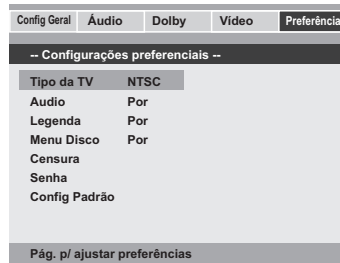 Config Geral Áudio Dolby Vídeo Preferência
-- Configurações preferenciais --
Tipo da TV NTSC
Audio Por
Legenda Por
Menu Disco Por
Censura
Senha
Config Padrão
Pág. p/ ajustar preferências